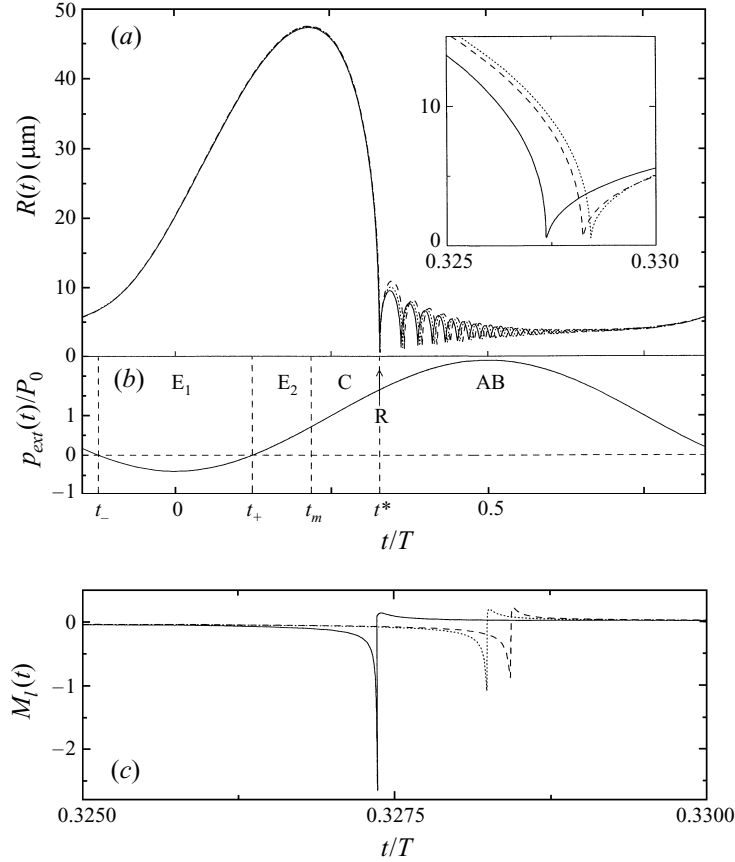 50
(a)
40
30
20
10
0
R(t) (μm)
10
0
0.325
0.330
(b)
E₁
E₂
C
AB
R
1
0
−1
p_ext(t)/P₀
t₋
0
t₊
t_m
t*
0.5
t/T
0
−1
−2
M_l(t)
(c)
0.3250
0.3275
0.3300
t/T